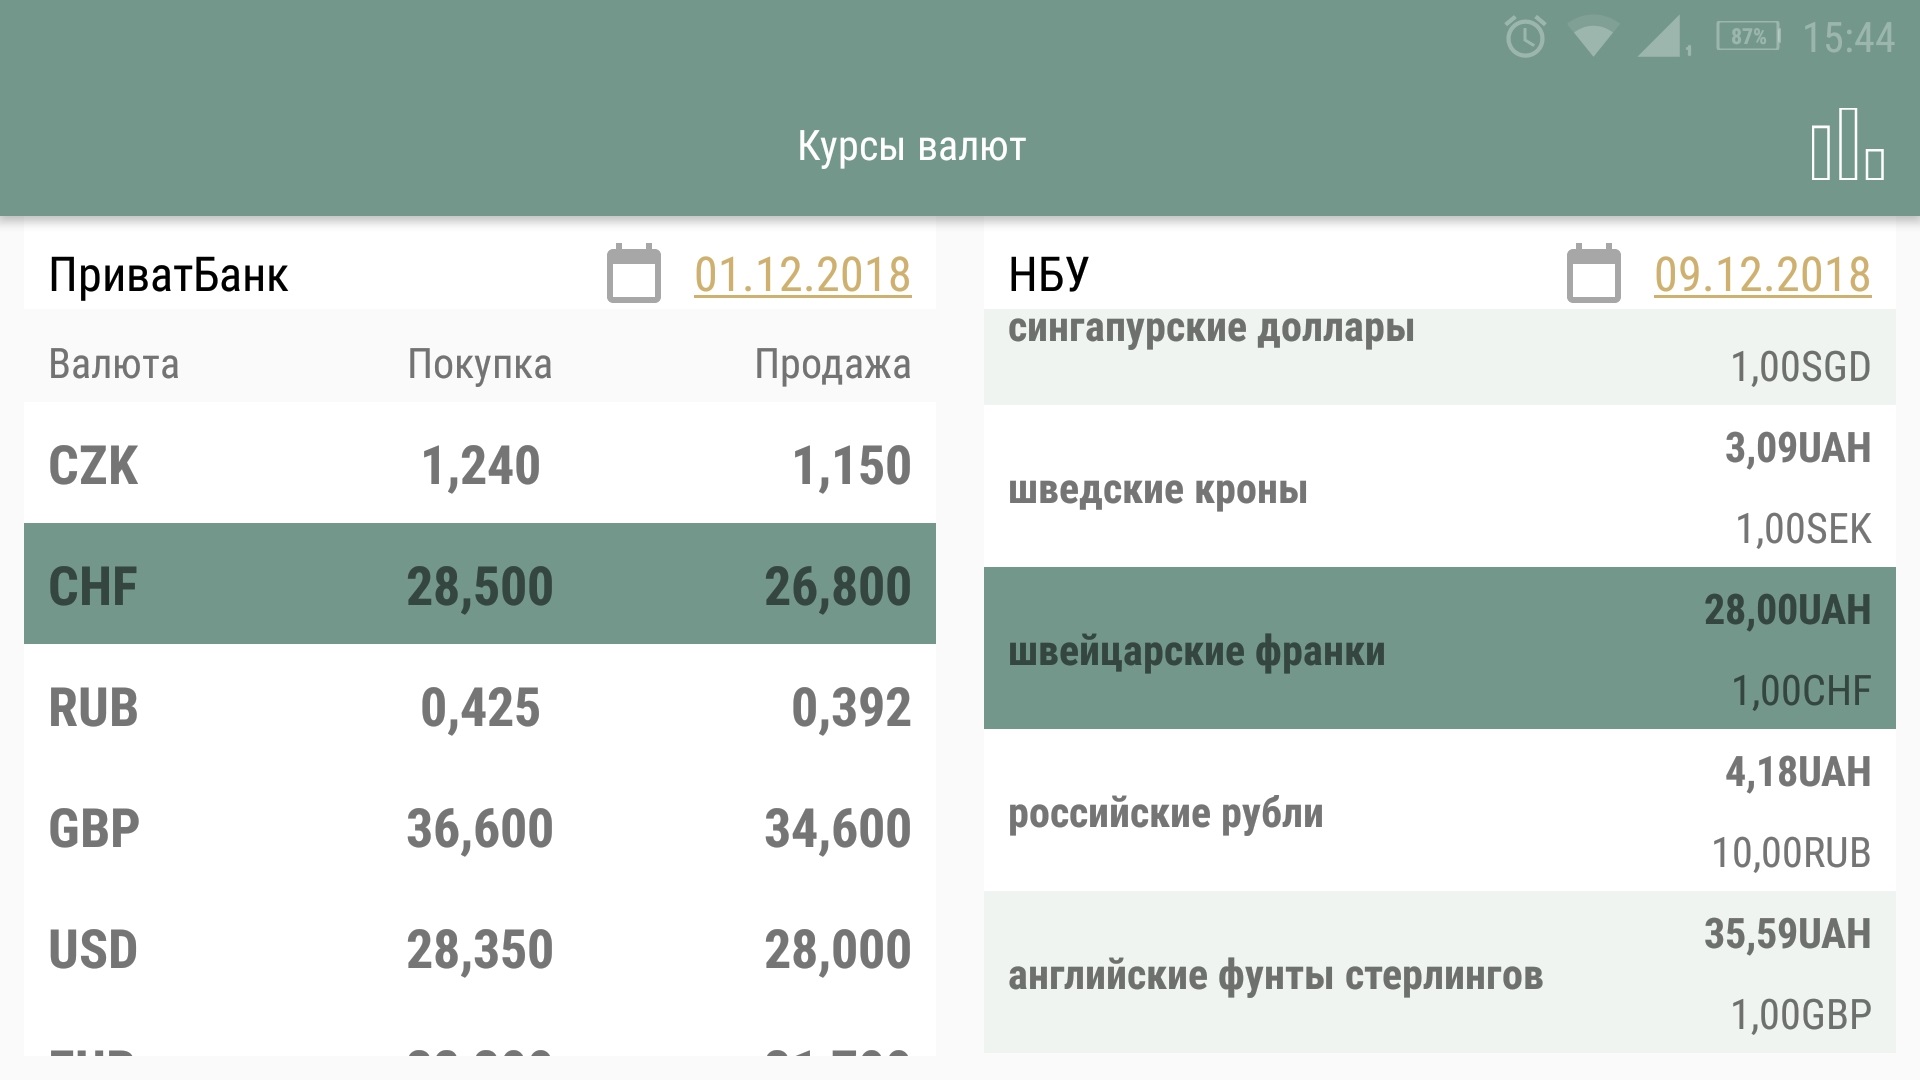 87%
15:44
Курсы валют
ПриватБанк 01.12.2018
Валюта Покупка Продажа
CZK 1,240 1,150
CHF 28,500 26,800
RUB 0,425 0,392
GBP 36,600 34,600
USD 28,350 28,000
НБУ 09.12.2018
сингапурские доллары
1,00SGD
3,09UAH
шведские кроны
1,00SEK
28,00UAH
швейцарские франки
1,00CHF
4,18UAH
российские рубли
10,00RUB
35,59UAH
английские фунты стерлингов
1,00GBP